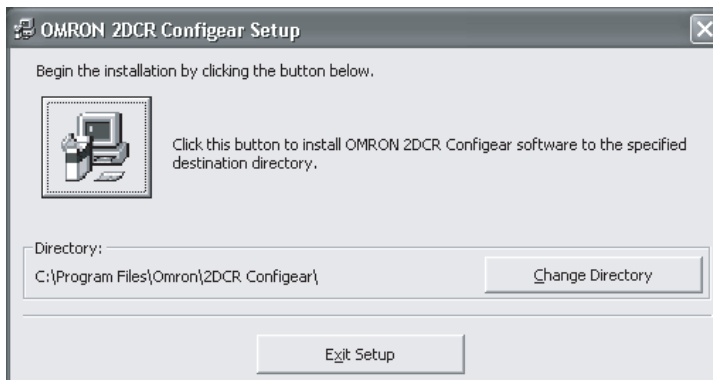 OMRON 2DCR Configear Setup
Begin the installation by clicking the button below.
Click this button to install OMRON 2DCR Configear software to the specified
destination directory.
Directory:
C:\Program Files\Omron\2DCR Configear\
Change Directory
Exit Setup